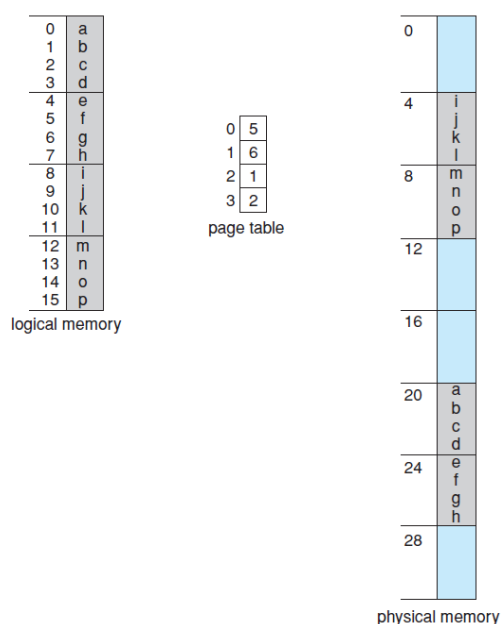 0 a
1 b
2 c
3 d
4 e
5 f
6 g
7 h
8 i
9 j
10 k
11 l
12 m
13 n
14 o
15 p
logical memory
0 5
1 6
2 1
3 2
page table
0
4 i
j
k
l
8 m
n
o
p
12
16
20 a
b
c
d
24 e
f
g
h
28
physical memory